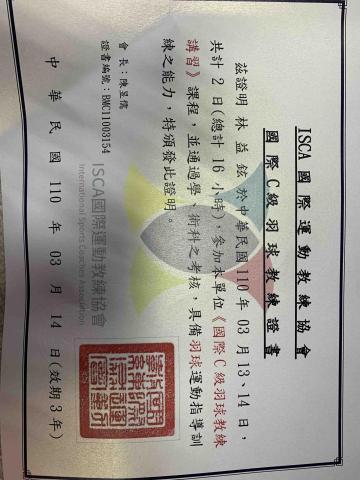 ISCA國際運動教練協會
國際C級羽球教練證書
茲證明 林益鉉於中華民國110年03月13、14日，
共計 2日(總計16小時)，參加本單位《國際C級羽球教練
講習》課程，並通過學、術科之考核，具備羽球運動指導訓
練之能力，特頒發此證明。
會 長：陳昱儒
證書編號：BMC11003154
ISCA國際運動教練協會
International Sports Coaches Association
中 華 民 國 110 年 03 月 14 日(效期3年)